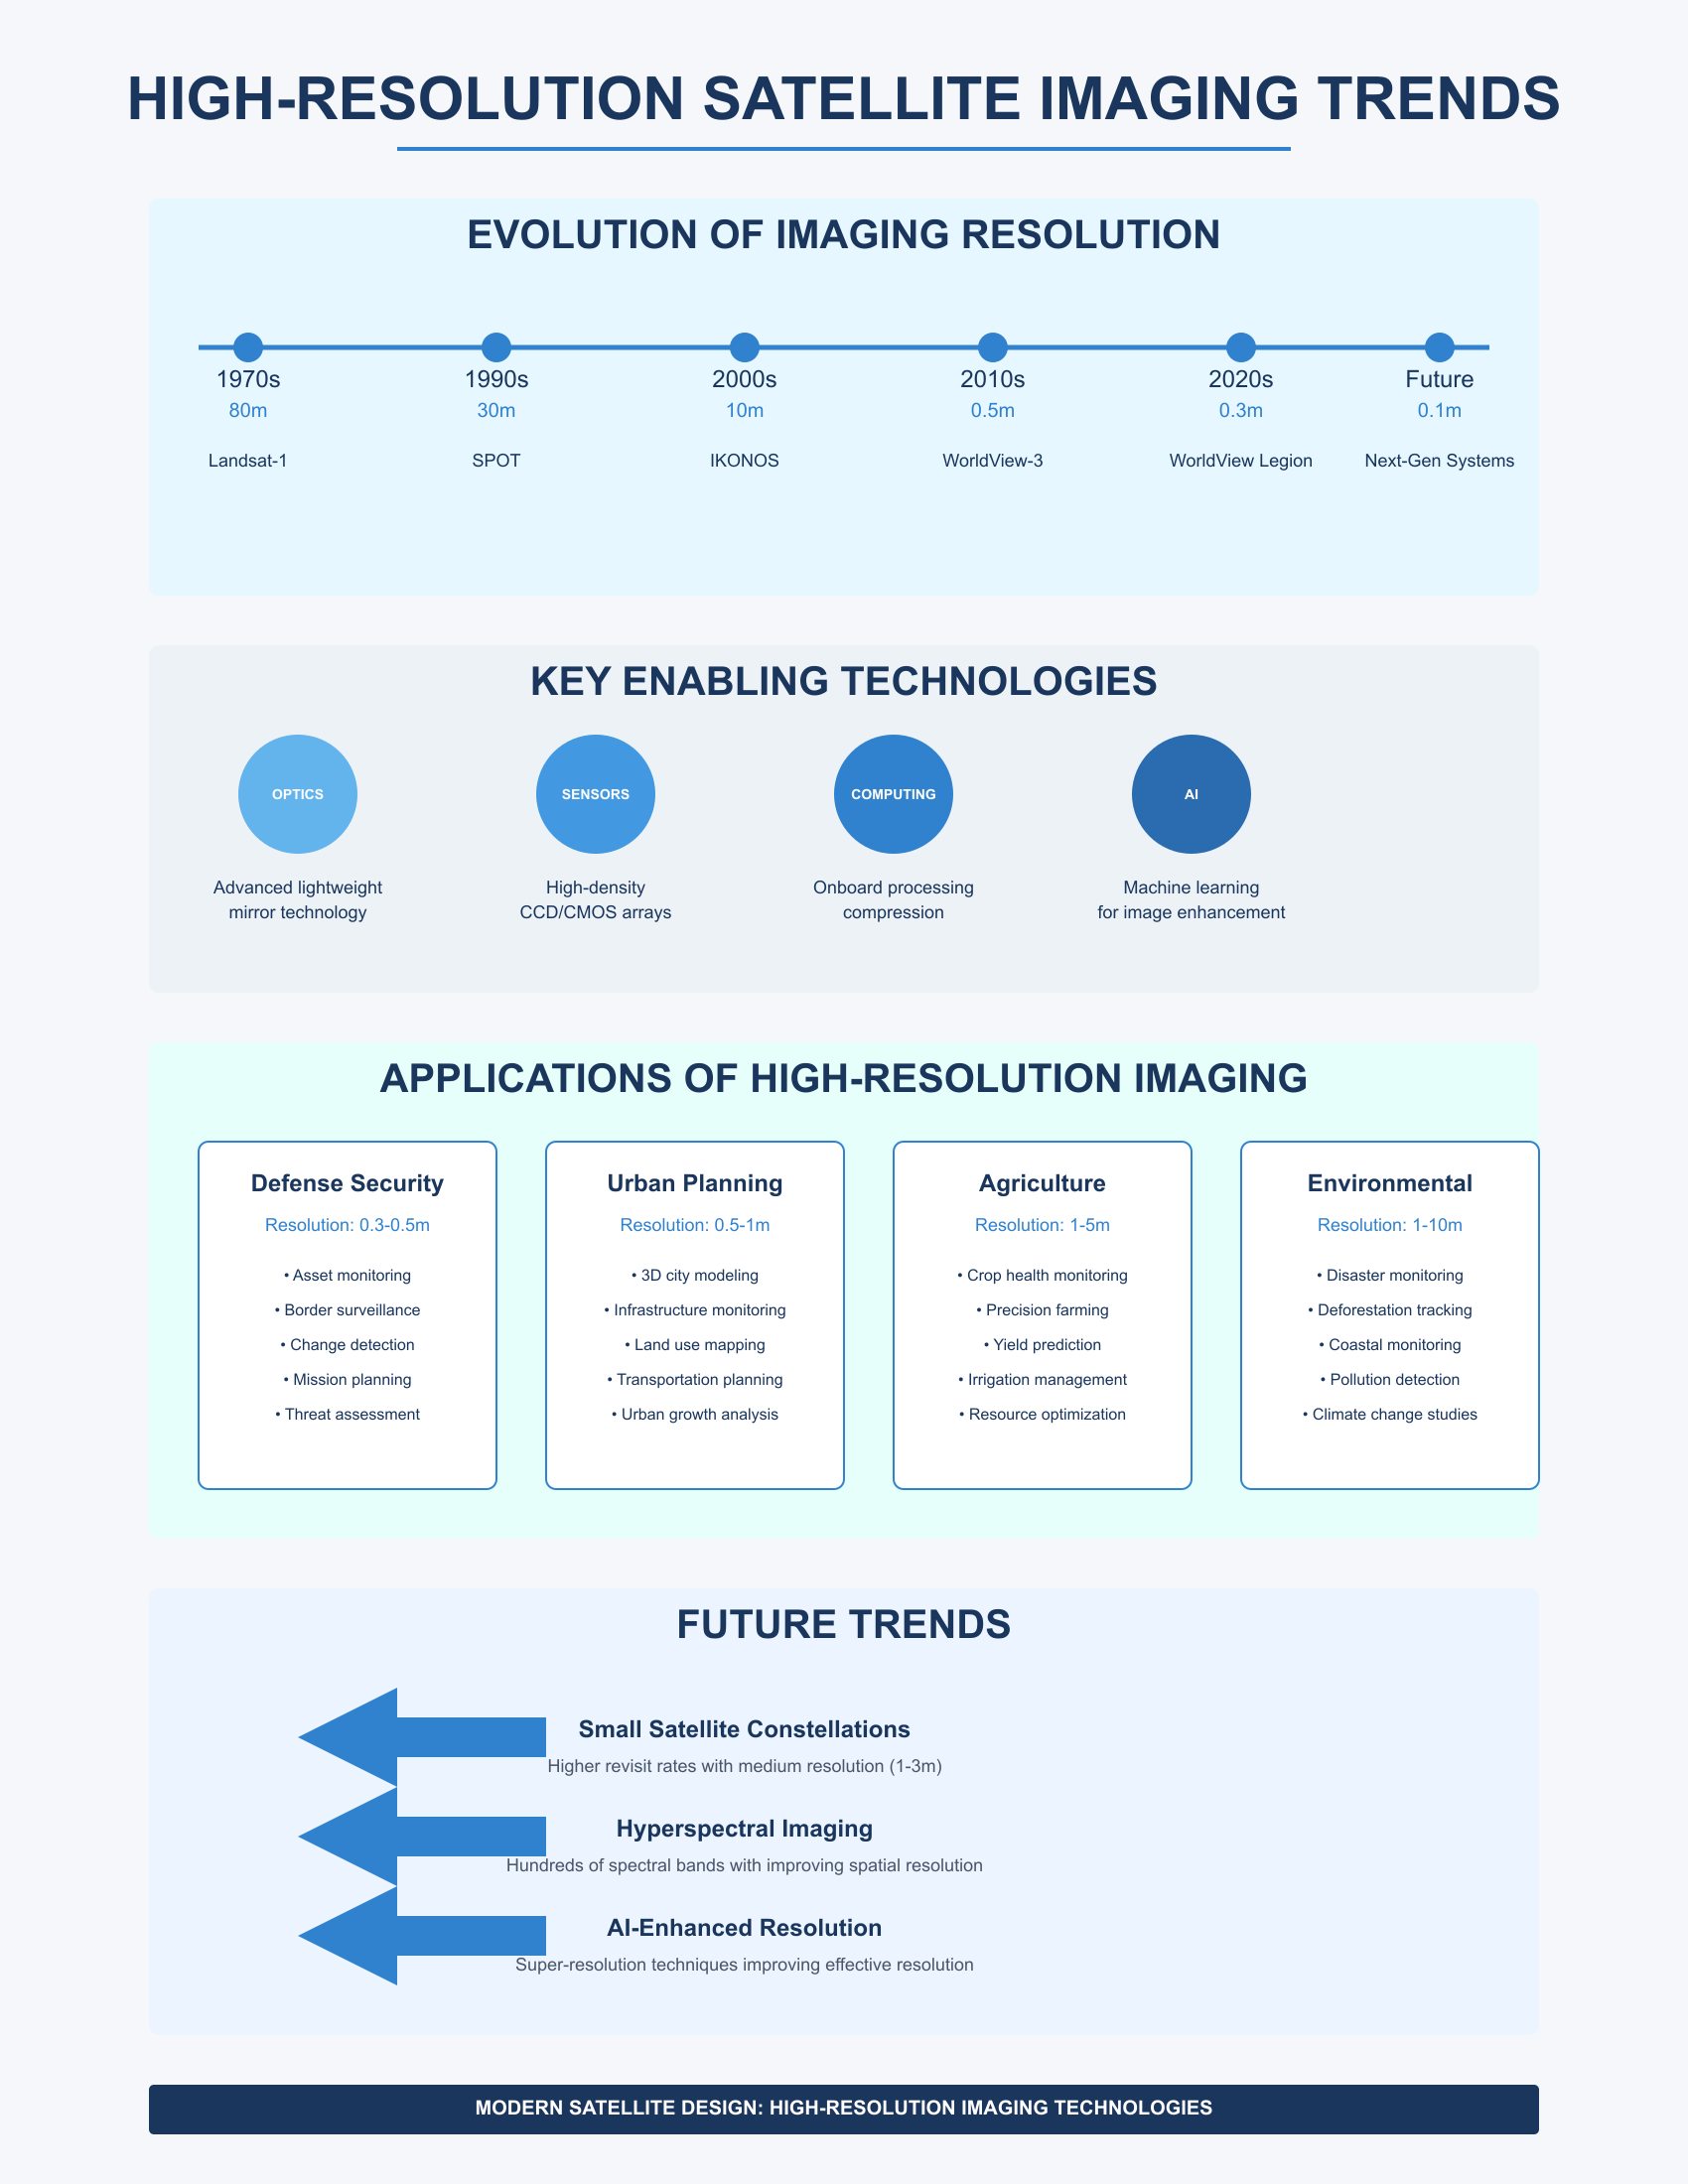 HIGH-RESOLUTION SATELLITE IMAGING TRENDS
EVOLUTION OF IMAGING RESOLUTION
1970s
80m
Landsat-1
1990s
30m
SPOT
2000s
10m
IKONOS
2010s
0.5m
WorldView-3
2020s
0.3m
WorldView Legion
Future
0.1m
Next-Gen Systems
KEY ENABLING TECHNOLOGIES
OPTICS
Advanced lightweight
mirror technology
SENSORS
High-density
CCD/CMOS arrays
COMPUTING
Onboard processing
compression
AI
Machine learning
for image enhancement
APPLICATIONS OF HIGH-RESOLUTION IMAGING
Defense Security
Resolution: 0.3-0.5m
• Asset monitoring
• Border surveillance
• Change detection
• Mission planning
• Threat assessment
Urban Planning
Resolution: 0.5-1m
• 3D city modeling
• Infrastructure monitoring
• Land use mapping
• Transportation planning
• Urban growth analysis
Agriculture
Resolution: 1-5m
• Crop health monitoring
• Precision farming
• Yield prediction
• Irrigation management
• Resource optimization
Environmental
Resolution: 1-10m
• Disaster monitoring
• Deforestation tracking
• Coastal monitoring
• Pollution detection
• Climate change studies
FUTURE TRENDS
Small Satellite Constellations
Higher revisit rates with medium resolution (1-3m)
Hyperspectral Imaging
Hundreds of spectral bands with improving spatial resolution
AI-Enhanced Resolution
Super-resolution techniques improving effective resolution
MODERN SATELLITE DESIGN: HIGH-RESOLUTION IMAGING TECHNOLOGIES